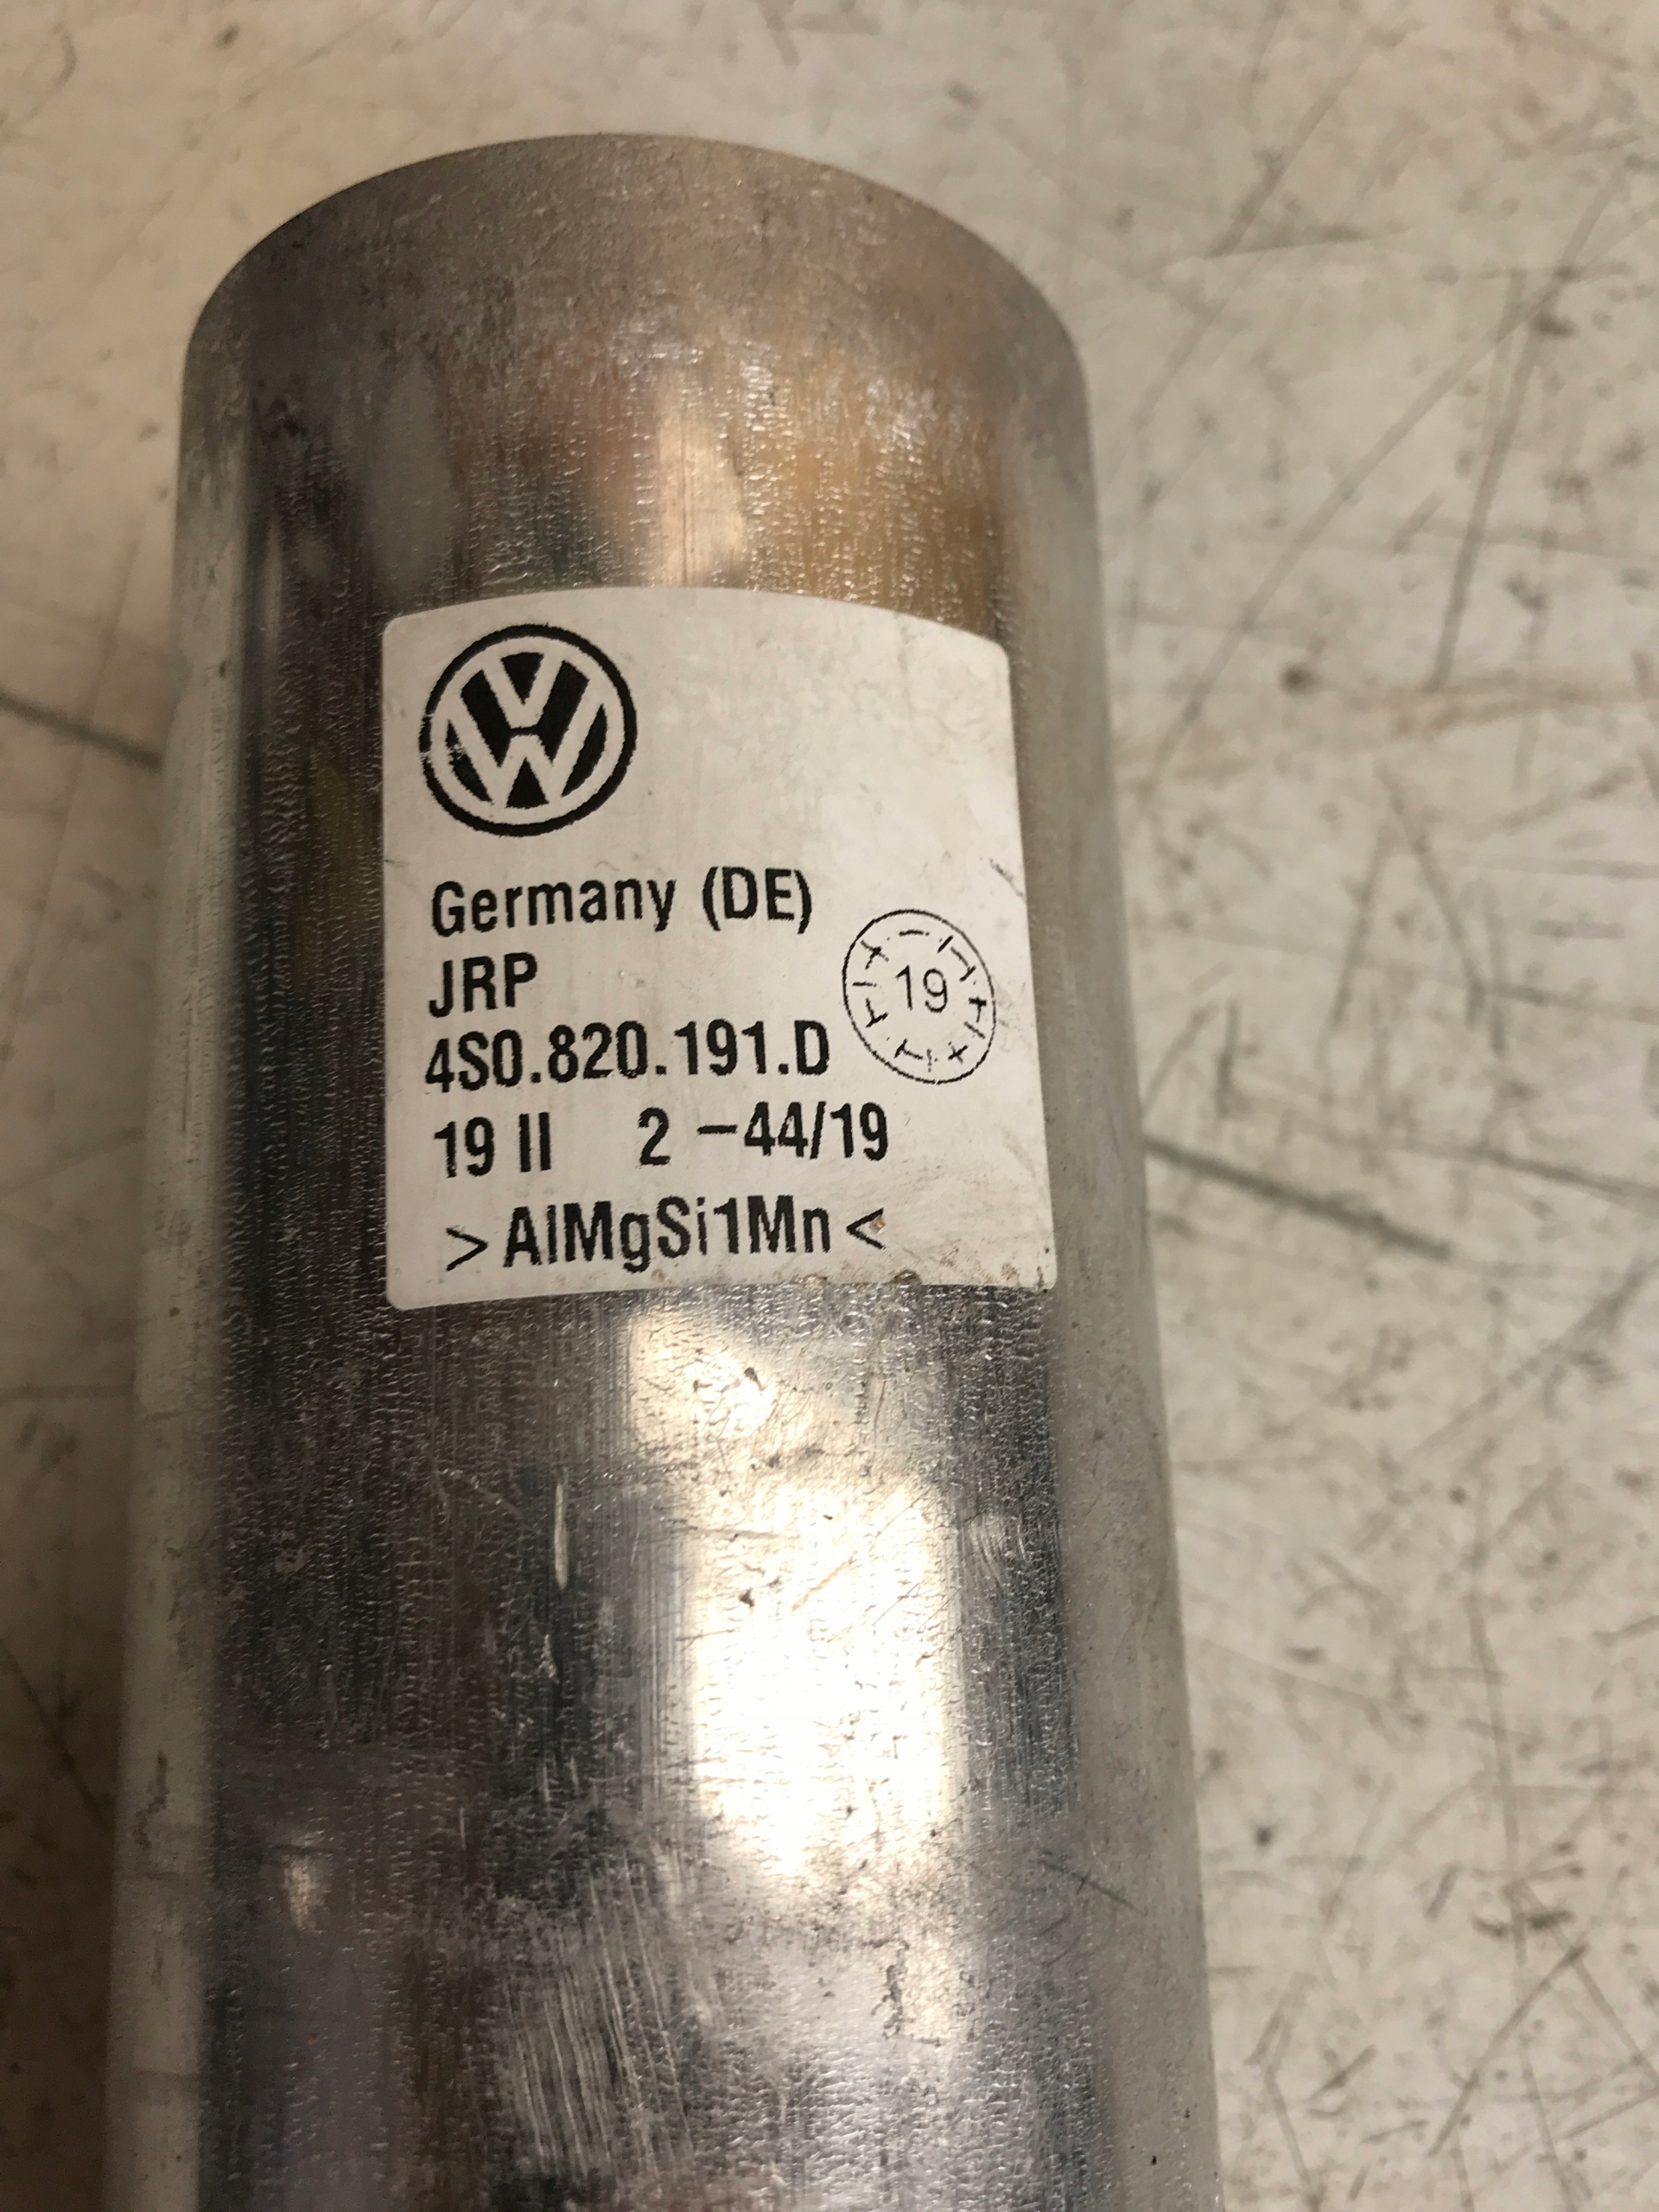 Germany (DE)
JRP
19
4S0.820.191.D
19 II 2 –44/19
>AlMgSi1Mn<